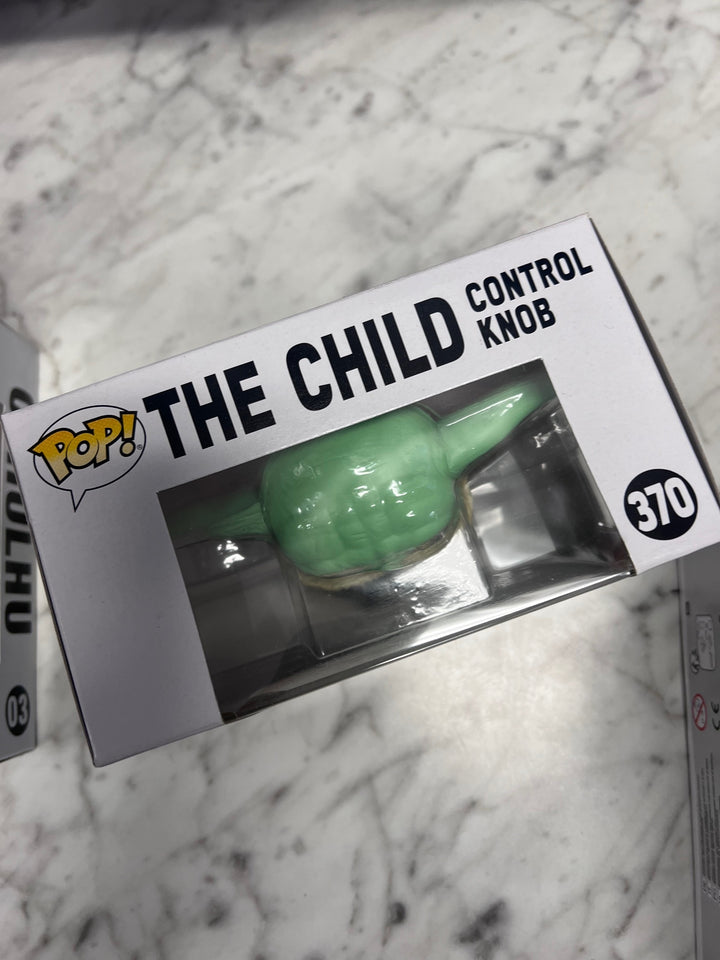 POP!
THE CHILD
CONTROL
KNOB
370
03